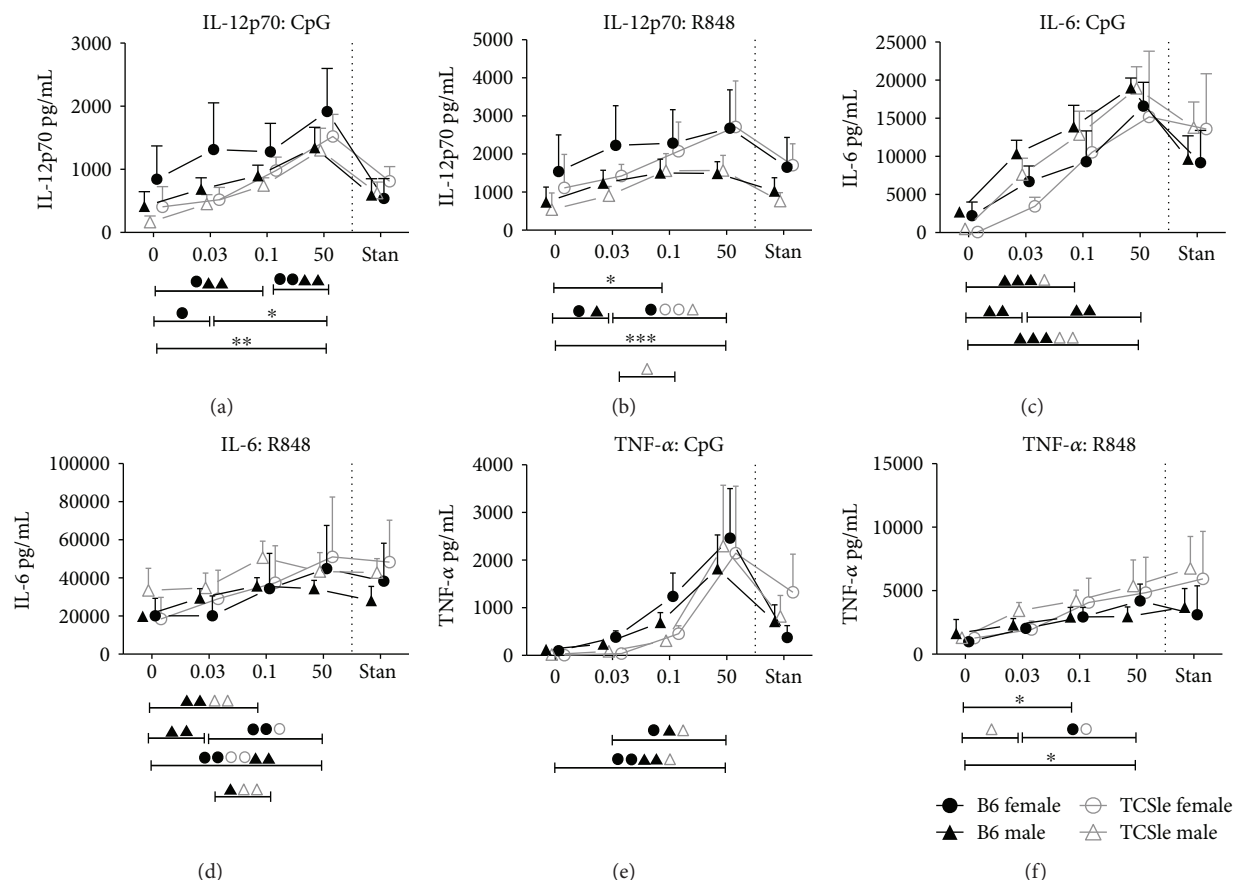 IL-12p70: CpG
IL-12p70 pg/mL
3000
2000
1000
0
0 0.03 0.1 50 Stan
*
**
(a)
IL-12p70: R848
IL-12p70 pg/mL
5000
4000
3000
2000
1000
0
0 0.03 0.1 50 Stan
*
***
(b)
IL-6: CpG
IL-6 pg/mL
25000
20000
15000
10000
5000
0
0 0.03 0.1 50 Stan
(c)
IL-6: R848
IL-6 pg/mL
100000
80000
60000
40000
20000
0
0 0.03 0.1 50 Stan
(d)
TNF-α: CpG
TNF-α pg/mL
4000
3000
2000
1000
0
0 0.03 0.1 50 Stan
(e)
TNF-α: R848
TNF-α pg/mL
15000
10000
5000
0
0 0.03 0.1 50 Stan
*
*
B6 female
TCSle female
B6 male
TCSle male
(f)